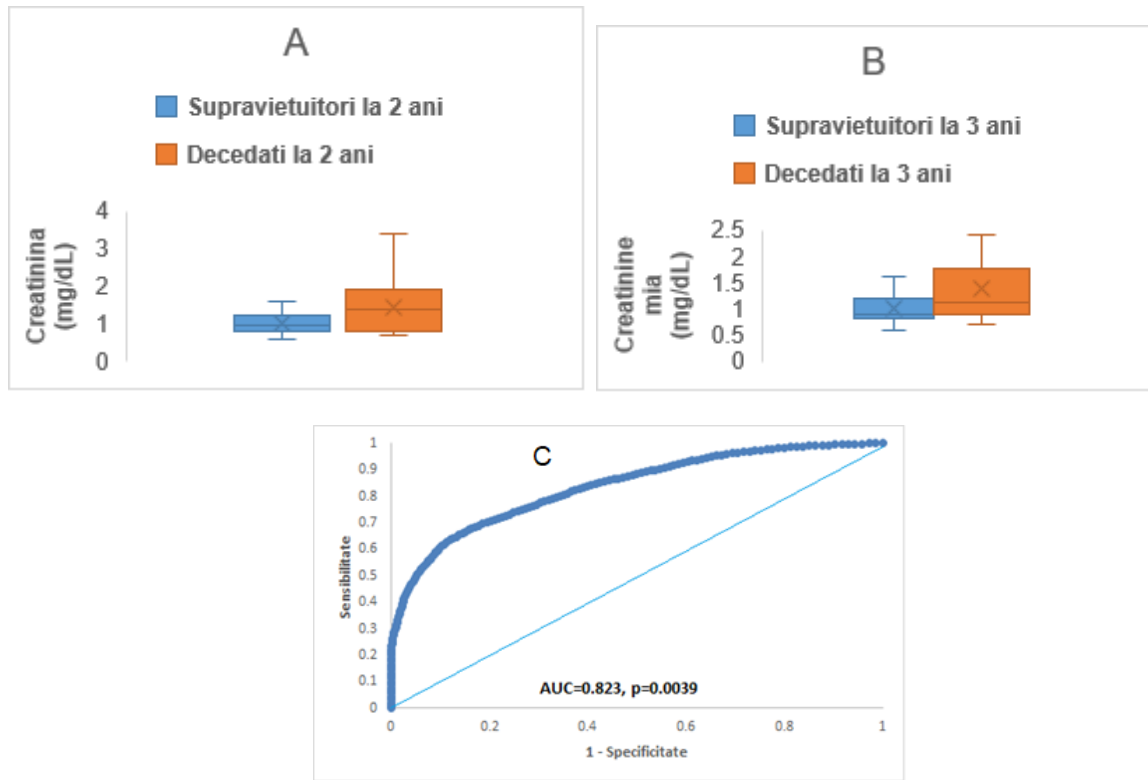 A
Supravietuitori la 2 ani
Decedati la 2 ani
Creatinina
(mg/dL)
4
3
2
1
0
B
Supravietuitori la 3 ani
Decedati la 3 ani
Creatinine
mia
(mg/dL)
2.5
2
1.5
1
0.5
0
C
Sensibilitate
1
0.9
0.8
0.7
0.6
0.5
0.4
0.3
0.2
0.1
0
AUC=0.823, p=0.0039
0 0.2 0.4 0.6 0.8 1
1 - Specificitate